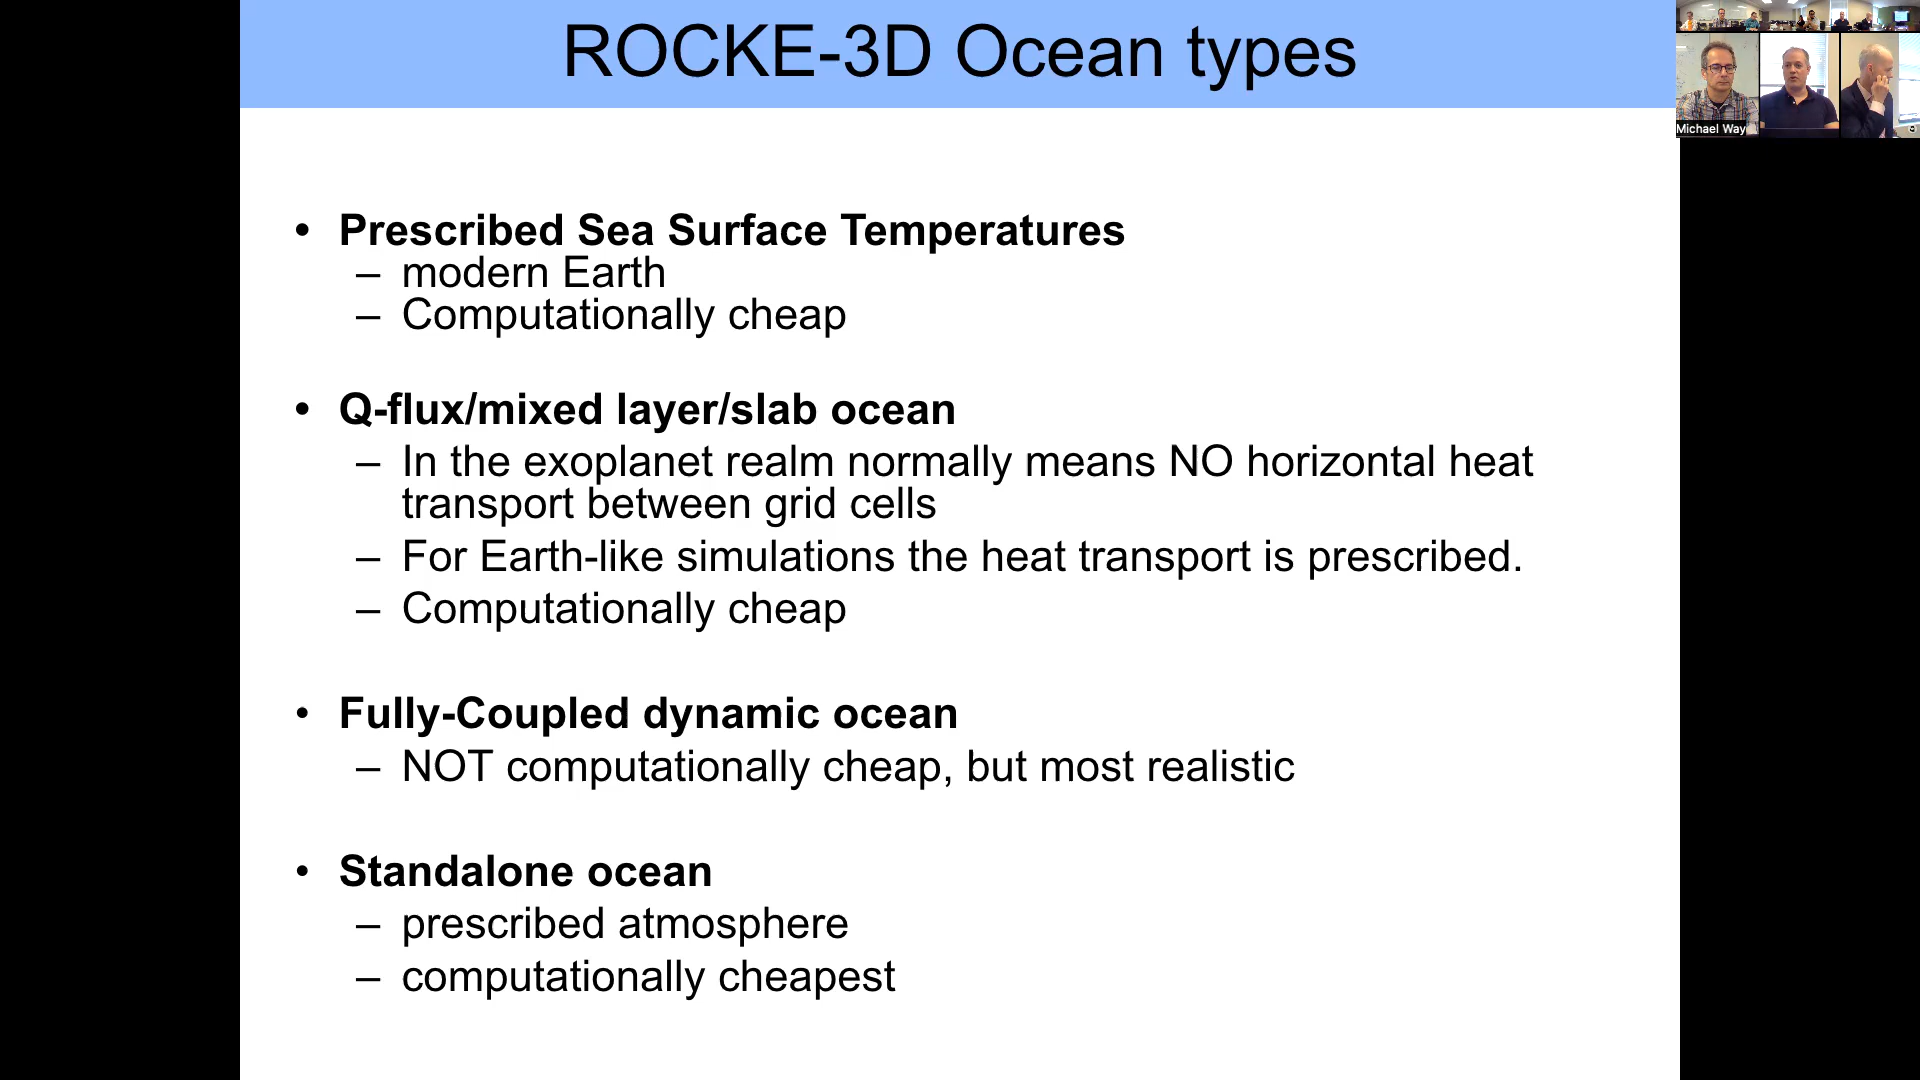 ROCKE-3D Ocean types
Michael Way
• Prescribed Sea Surface Temperatures
– modern Earth
– Computationally cheap
• Q-flux/mixed layer/slab ocean
– In the exoplanet realm normally means NO horizontal heat
transport between grid cells
– For Earth-like simulations the heat transport is prescribed.
– Computationally cheap
• Fully-Coupled dynamic ocean
– NOT computationally cheap, but most realistic
• Standalone ocean
– prescribed atmosphere
– computationally cheapest